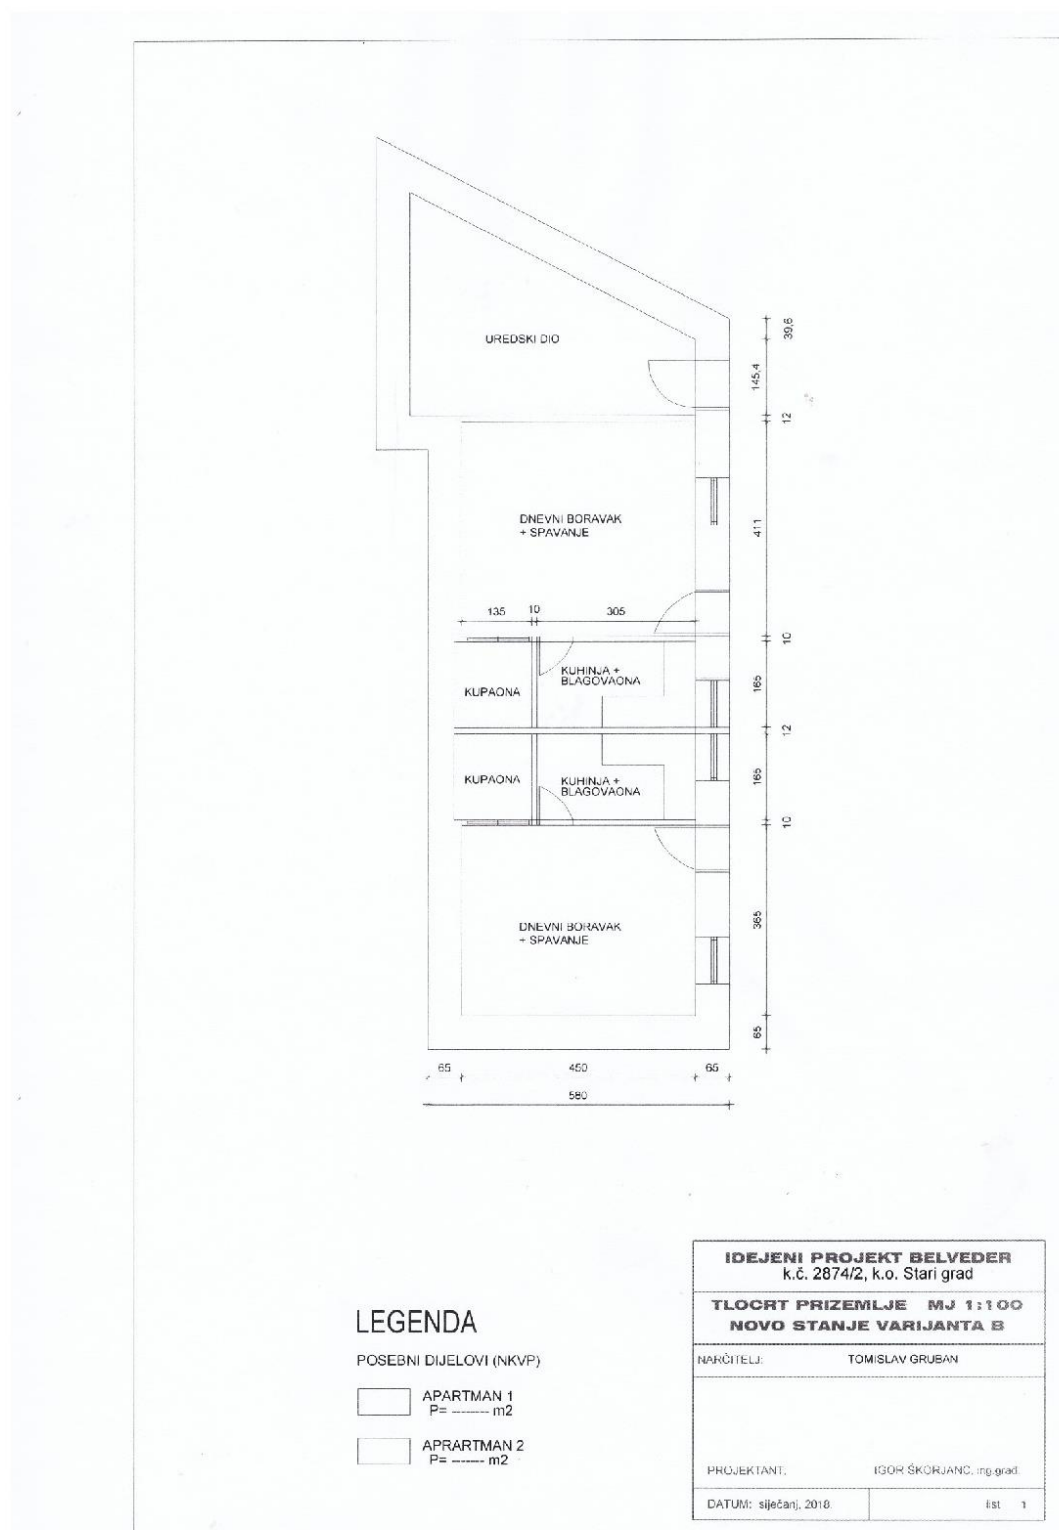 39,6
UREDSKI DIO
145,4
12
DNEVNI BORAVAK
+ SPAVANJE
411
135 10 305
10
KUPAONA
KUHINJA +
BLAGOVAONA
165
12
KUPAONA
KUHINJA +
BLAGOVAONA
165
10
DNEVNI BORAVAK
+ SPAVANJE
365
65
65 450 65
580
IDEJENI PROJEKT BELVEDER
k.č. 2874/2, k.o. Stari grad
TLOCRT PRIZEMLJE MJ 1:100
NOVO STANJE VARIJANTA B
NARČITELJ: TOMISLAV GRUBAN
PROJEKTANT: IGOR ŠKORJANC, ing.građ.
DATUM: siječanj, 2018. list 1
LEGENDA
POSEBNI DIJELOVI (NKVP)
APARTMAN 1
P= ------- m2
APRARTMAN 2
P= ------ m2